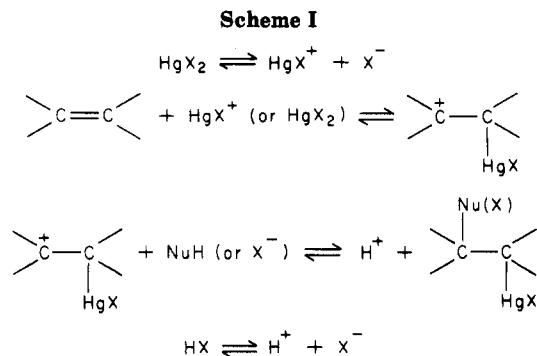 Scheme I
HgX₂ ⇌ HgX⁺ + X⁻
C=C + HgX⁺ (or HgX₂) ⇌ C⁺—C
HgX
Nu(X)
C⁺—C + NuH (or X⁻) ⇌ H⁺ + C—C
HgX HgX
HX ⇌ H⁺ + X⁻